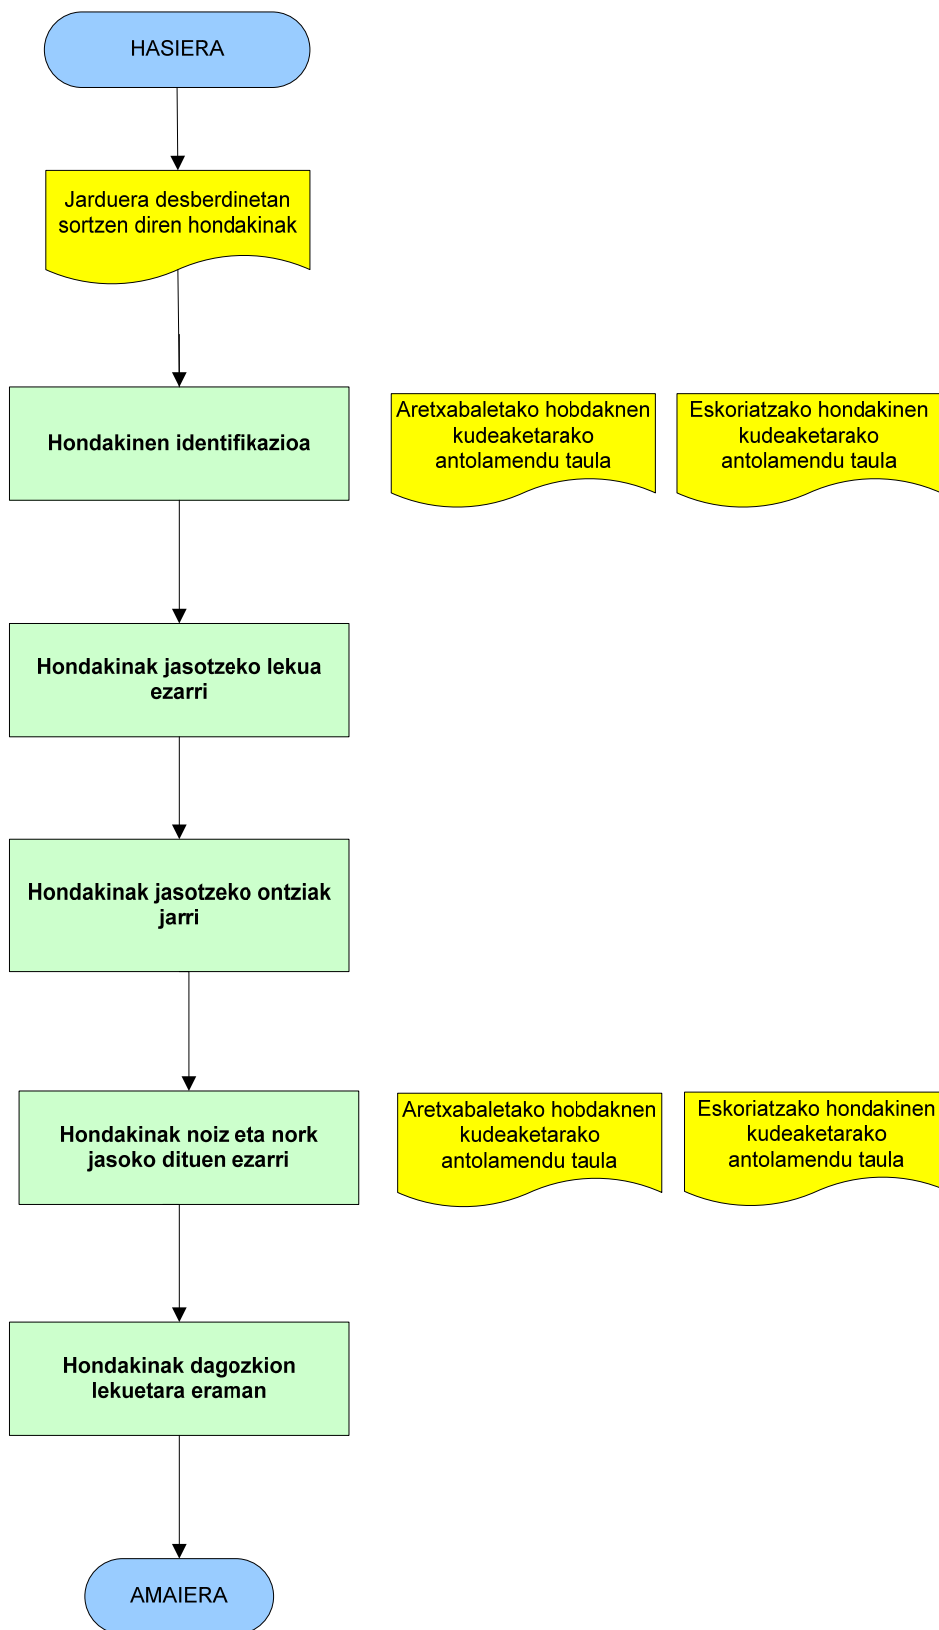 HASIERA
Jarduera desberdinetan
sortzen diren hondakinak
Hondakinen identifikazioa
Aretxabaletako hobdaknen
kudeaketarako
antolamendu taula
Eskoriatzako hondakinen
kudeaketarako
antolamendu taula
Hondakinak jasotzeko lekua
ezarri
Hondakinak jasotzeko ontziak
jarri
Hondakinak noiz eta nork
jasoko dituen ezarri
Aretxabaletako hobdaknen
kudeaketarako
antolamendu taula
Eskoriatzako hondakinen
kudeaketarako
antolamendu taula
Hondakinak dagozkion
lekuetara eraman
AMAIERA